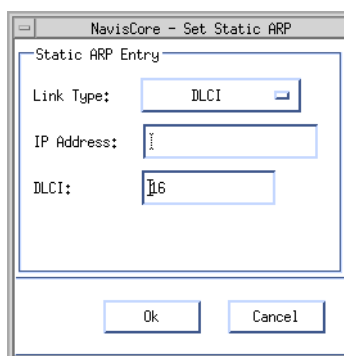 NavisCore - Set Static ARP
Static ARP Entry
Link Type: DLCI
IP Address:
DLCI: 16
Ok Cancel